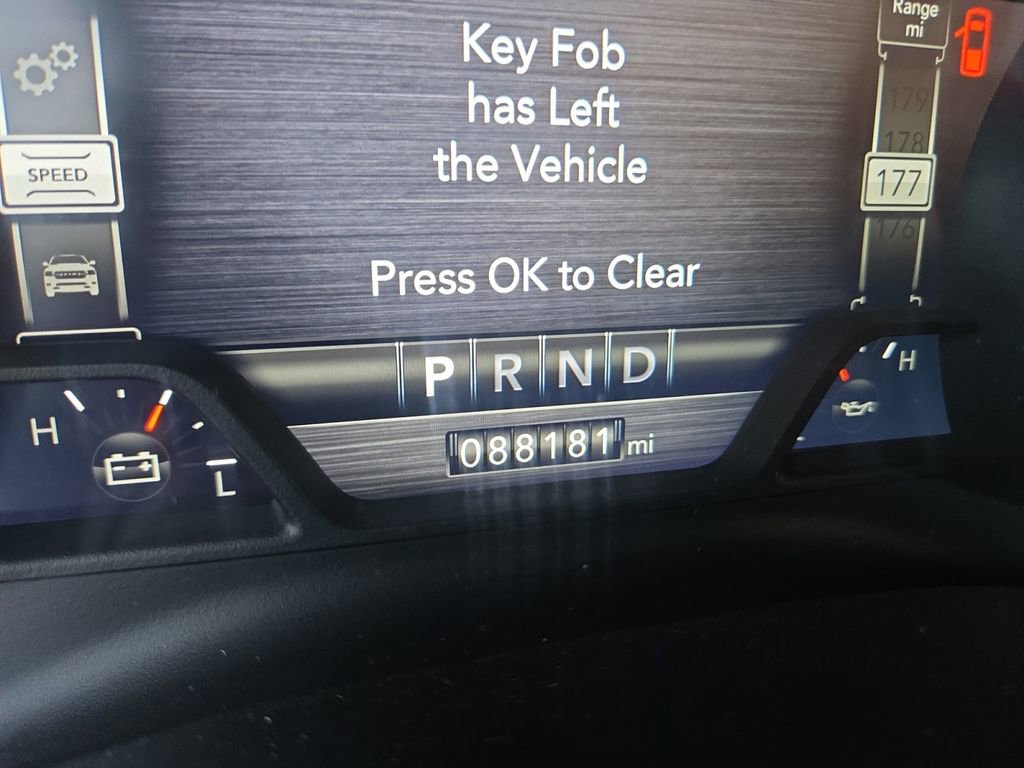 Key Fob
has Left
the Vehicle
Press OK to Clear
SPEED
Range
mi
179
178
177
176
P R N D
088181 mi
H
L
H